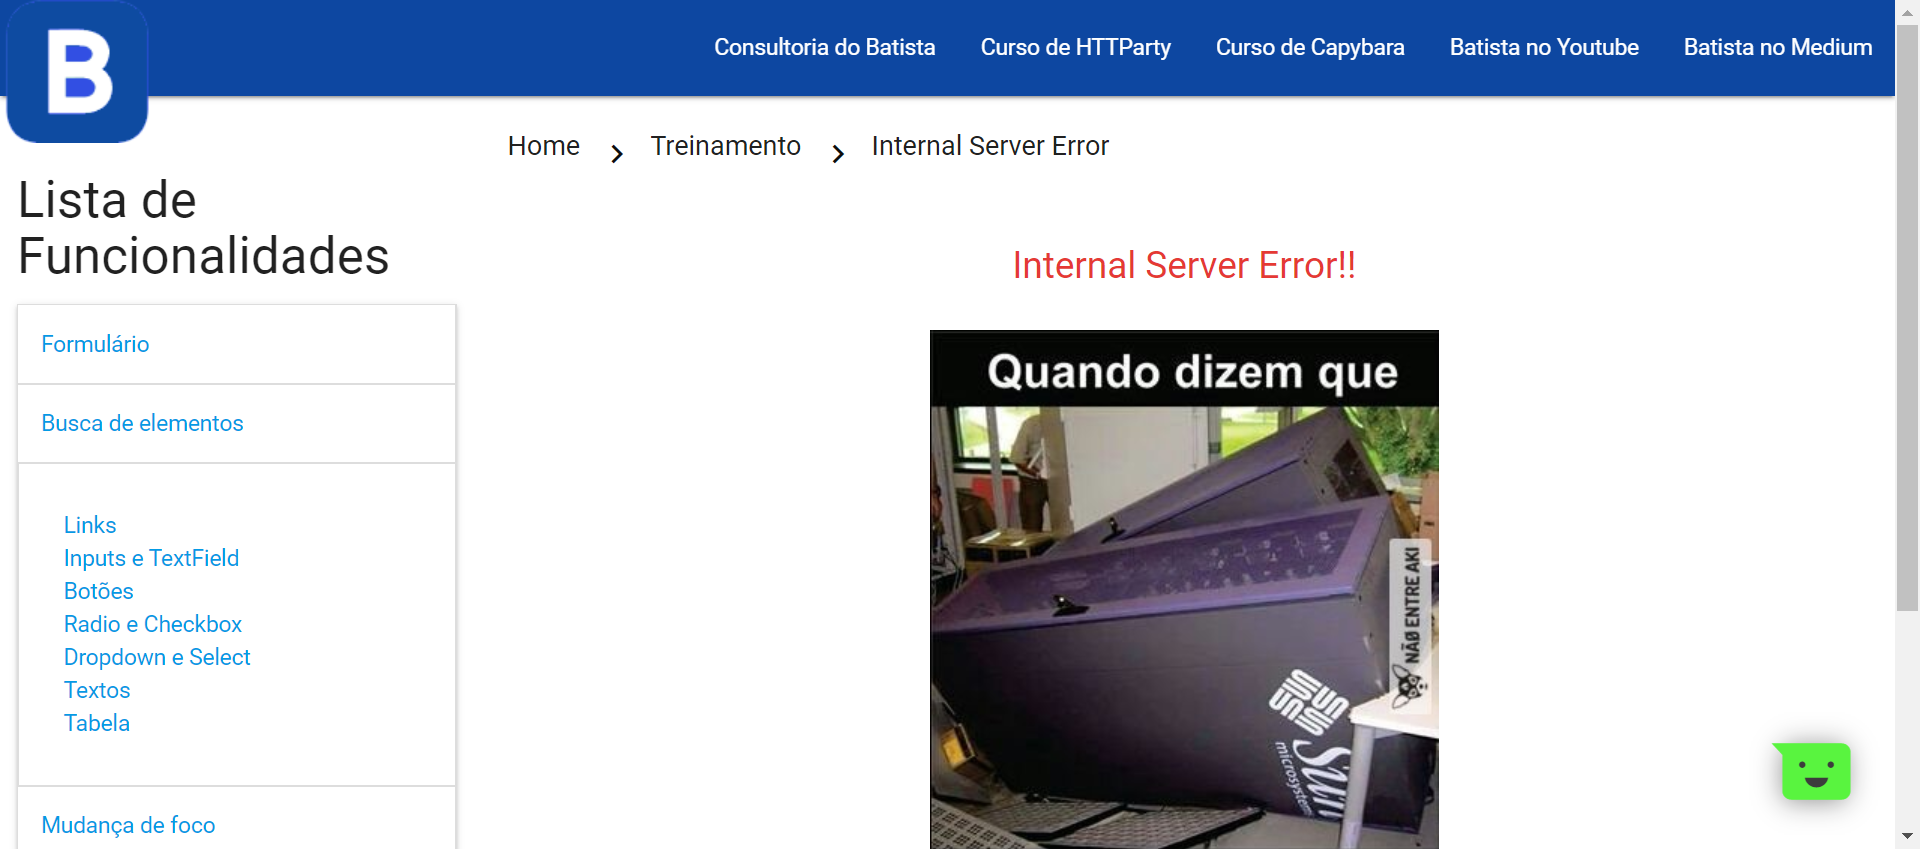 B
Consultoria do Batista
Curso de HTTParty
Curso de Capybara
Batista no Youtube
Batista no Medium
Home
Treinamento
Internal Server Error
Lista de
Funcionalidades
Formulário
Busca de elementos
Links
Inputs e TextField
Botões
Radio e Checkbox
Dropdown e Select
Textos
Tabela
Mudança de foco
Internal Server Error!!
Quando dizem que
NÃØ ENTRE AKI
Sun
microsystems